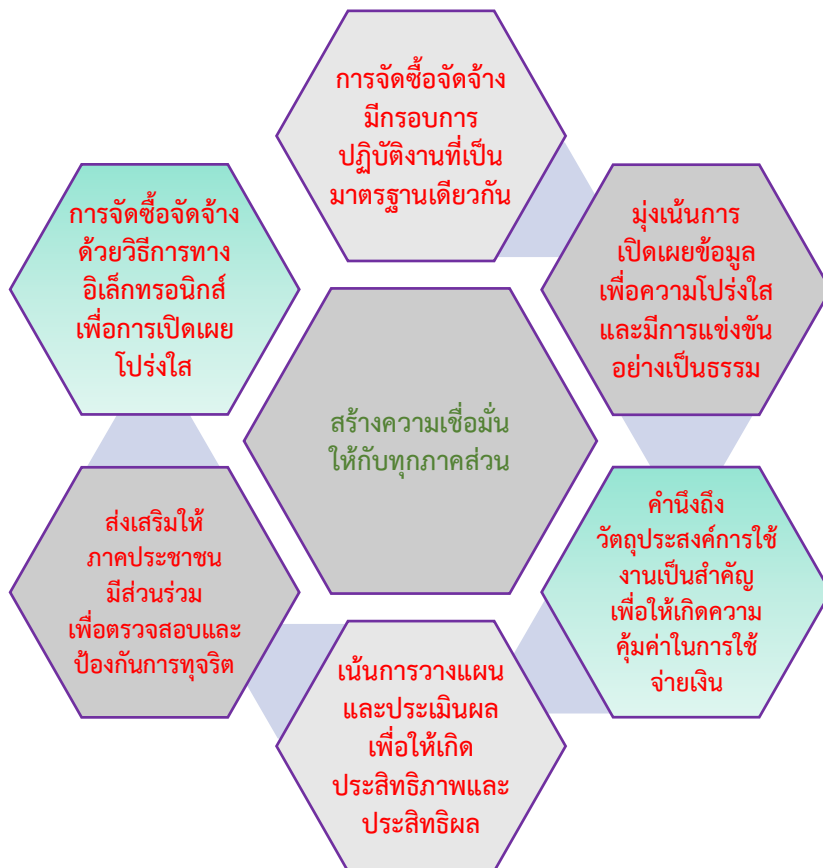 การจัดซื้อจัดจ้าง
มีกรอบการ
ปฏิบัติงานที่เป็น
มาตรฐานเดียวกัน
มุ่งเน้นการ
เปิดเผยข้อมูล
เพื่อความโปร่งใส
และมีการแข่งขัน
อย่างเป็นธรรม
คำนึงถึง
วัตถุประสงค์การใช้
งานเป็นสำคัญ
เพื่อให้เกิดความ
คุ้มค่าในการใช้
จ่ายเงิน
เน้นการวางแผน
และประเมินผล
เพื่อให้เกิด
ประสิทธิภาพและ
ประสิทธิผล
ส่งเสริมให้
ภาคประชาชน
มีส่วนร่วม
เพื่อตรวจสอบและ
ป้องกันการทุจริต
การจัดซื้อจัดจ้าง
ด้วยวิธีการทาง
อิเล็กทรอนิกส์
เพื่อการเปิดเผย
โปร่งใส
สร้างความเชื่อมั่น
ให้กับทุกภาคส่วน